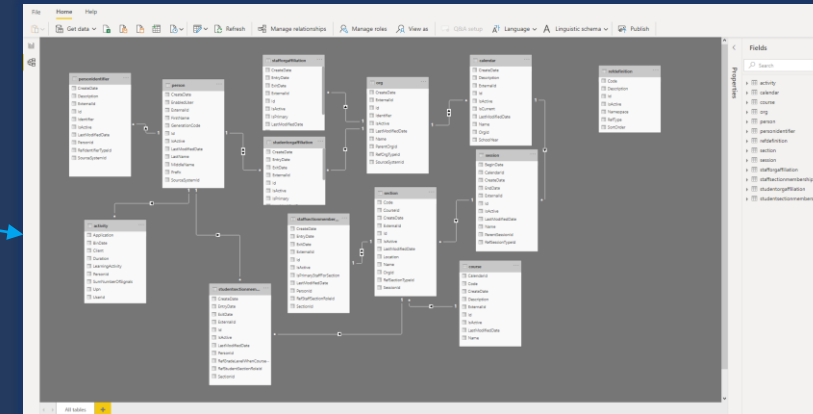 File Home Help
Get data Refresh Manage relationships Manage roles View as Q&A setup Language Linguistic schema Publish
personidentifier
CreateDate
Description
ExternalId
Id
Identifier
IsActive
LastModifiedDate
PersonId
RefIdentifierTypeId
SourceSystemId
person
CreateDate
EnabledUser
ExternalId
FirstName
GenerationCode
Id
IsActive
LastModifiedDate
LastName
MiddleName
Prefix
SourceSystemId
stafforgaffiliation
CreateDate
EntryDate
ExitDate
ExternalId
Id
IsActive
IsPrimary
LastModifiedDate
studentorgaffiliation
CreateDate
EntryDate
ExitDate
ExternalId
Id
IsActive
IsPrimary
org
CreateDate
ExternalId
Id
Identifier
IsActive
LastModifiedDate
Name
ParentOrgId
RefOrgTypeId
SourceSystemId
calendar
CreateDate
Description
ExternalId
Id
IsActive
IsCurrent
LastModifiedDate
Name
OrgId
SchoolYear
refdefinition
Code
Description
Id
IsActive
Namespace
RefType
SortOrder
session
BeginDate
CalendarId
CreateDate
EndDate
ExternalId
Id
IsActive
LastModifiedDate
Name
ParentSessionId
RefSessionTypeId
activity
Application
BinDate
Client
Duration
LearningActivity
PersonId
SumNumberOfSignals
Upn
UserId
staffsectionmember...
CreateDate
EntryDate
ExitDate
ExternalId
Id
IsActive
IsPrimaryStaffForSection
LastModifiedDate
PersonId
RefStaffSectionRoleId
SectionId
section
Code
CourseId
CreateDate
ExternalId
Id
IsActive
LastModifiedDate
Location
Name
OrgId
RefSectionTypeId
SessionId
course
CalendarId
Code
CreateDate
Description
ExternalId
Id
IsActive
LastModifiedDate
Name
studentsectionmem...
CreateDate
EntryDate
ExitDate
ExternalId
Id
IsActive
LastModifiedDate
PersonId
RefGradeLevelWhenCourse...
RefStudentSectionRoleId
SectionId
Properties
Fields
Search
activity
calendar
course
org
person
personidentifier
refdefinition
section
session
stafforgaffiliation
staffsectionmembership
studentorgaffiliation
All tables